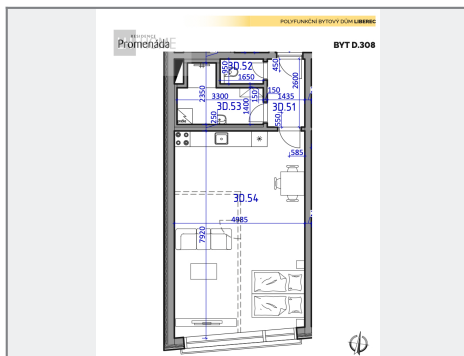 POLYFUNKČNÍ BYTOVÝ DŮM LIBEREC
RESIDENCE
Promenáda
BYT D.308
3D.52
850
1650
450
2600
2350
150
3300
150
1435
3D.53
1400
3D.51
250
550
585
3D.54
4985
7920